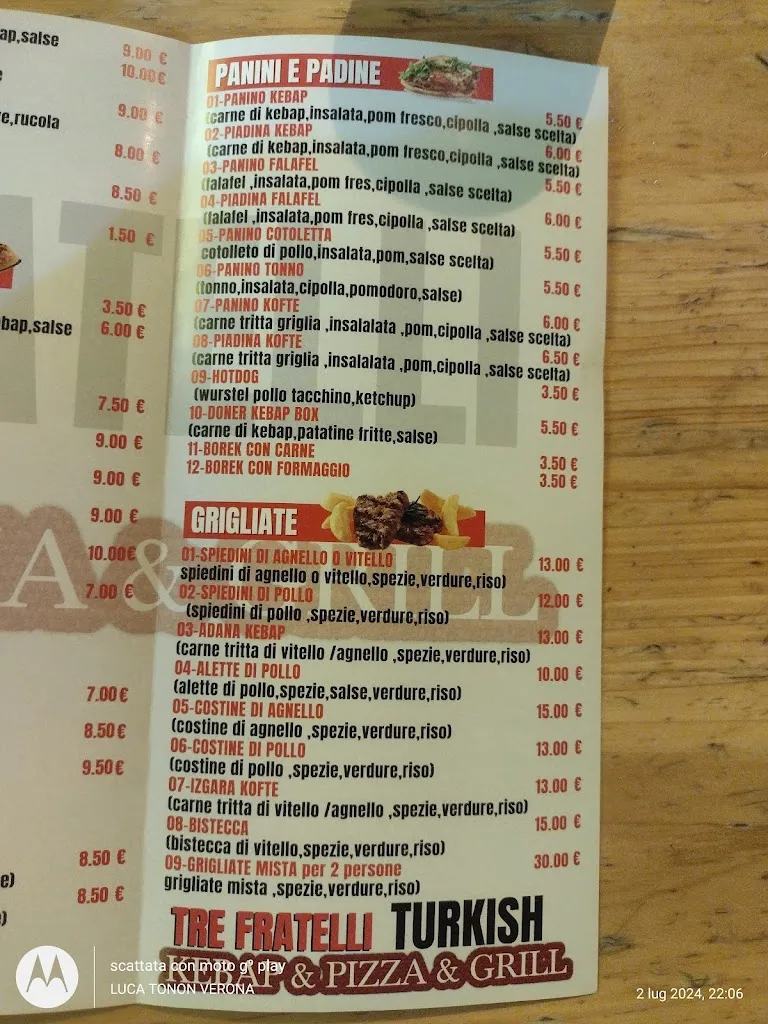 ap,salse
9.00 €
10.00€
e,rucola
9.00 €
8.00 €
8.50 €
1.50 €
3.50 €
bap,salse 6.00 €
7.50 €
9.00 €
9.00 €
9.00 €
10.00€
7.00 €
7.00€
8.50€
9.50€
8.50 €
e)
8.50 €
)
PANINI E PADINE
01-PANINO KEBAP 5.50 €
(carne di kebap,insalata,pom fresco,cipolla ,salse scelta)
02-PIADINA KEBAP 6.00 €
(carne di kebap,insalata,pom fresco,cipolla ,salse scelta)
03-PANINO FALAFEL 5.50 €
(falafel ,insalata,pom fres,cipolla ,salse scelta)
04-PIADINA FALAFEL 6.00 €
(falafel ,insalata,pom fres,cipolla ,salse scelta)
05-PANINO COTOLETTA 5.50 €
cotolleto di pollo,insalata,pom,salse scelta)
06-PANINO TONNO 5.50 €
(tonno,insalata,cipolla,pomodoro,salse)
07-PANINO KOFTE 6.00 €
(carne tritta griglia ,insalalata ,pom,cipolla ,salse scelta)
08-PIADINA KOFTE 6.50 €
(carne tritta griglia ,insalalata ,pom,cipolla ,salse scelta)
09-HOTDOG 3.50 €
(wurstel pollo tacchino,ketchup)
10-DONER KEBAP BOX 5.50 €
(carne di kebap,patatine fritte,salse)
11-BOREK CON CARNE 3.50 €
12-BOREK CON FORMAGGIO 3.50 €
GRIGLIATE
01-SPIEDINI DI AGNELLO O VITELLO 13.00 €
spiedini di agnello o vitello,spezie,verdure,riso)
02-SPIEDINI DI POLLO 12.00 €
(spiedini di pollo ,spezie,verdure,riso)
03-ADANA KEBAP 13.00 €
(carne tritta di vitello /agnello ,spezie,verdure,riso)
04-ALETTE DI POLLO 10.00 €
(alette di pollo,spezie,salse,verdure,riso)
05-COSTINE DI AGNELLO 15.00 €
(costine di agnello ,spezie,verdure,riso)
06-COSTINE DI POLLO 13.00 €
(costine di pollo ,spezie,verdure,riso)
07-IZGARA KOFTE 13.00 €
(carne tritta di vitello /agnello ,spezie,verdure,riso)
08-BISTECCA 15.00 €
(bistecca di vitello,spezie,verdure,riso)
09-GRIGLIATE MISTA per 2 persone 30.00 €
grigliate mista ,spezie,verdure,riso)
TRE FRATELLI TURKISH
KEBAP & PIZZA & GRILL
scattata con moto g⁸ play
LUCA TONON VERONA
2 lug 2024, 22:06